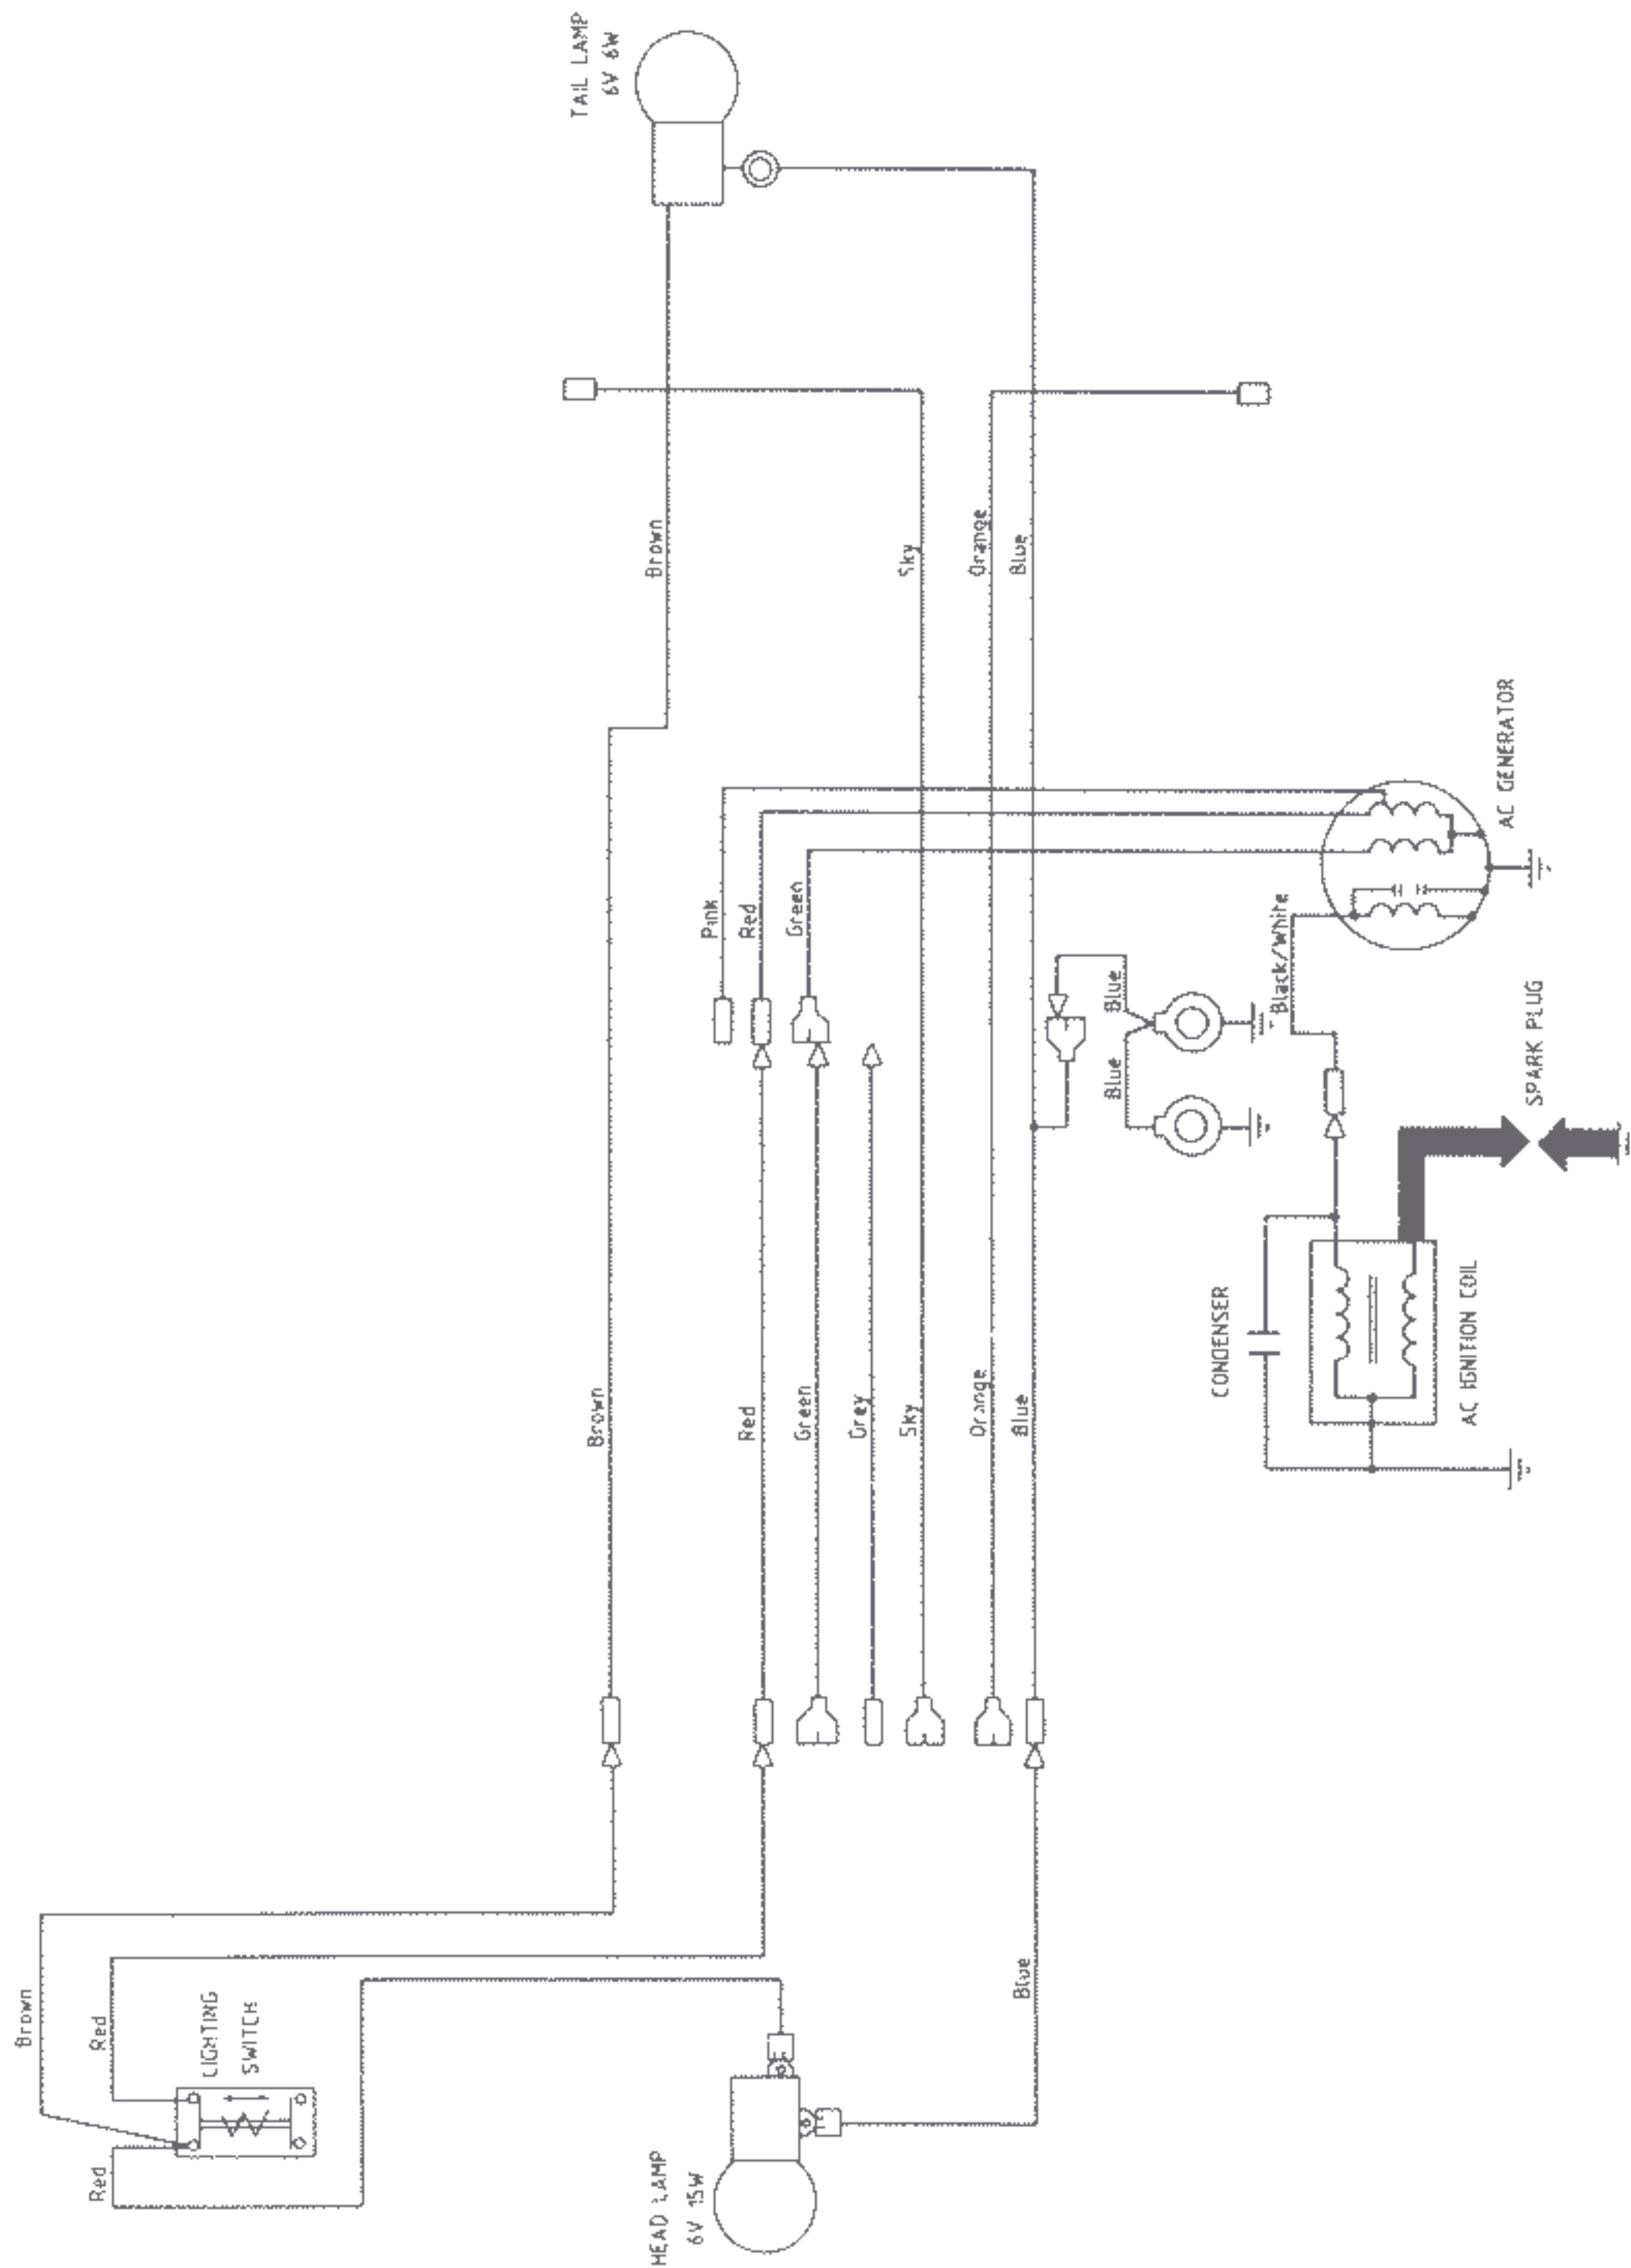 TAIL LAMP
6V 6W
Brown
Sky
Orange
Blue
AC GENERATOR
Pink
Red
Green
Black/White
Blue
Blue
SPARK PLUG
CONDENSER
AC IGNITION COIL
Brown
Red
Green
Grey
Sky
Orange
Blue
Brown
Red
LIGHTING
SWITCH
Blue
Red
HEAD LAMP
6V 15W